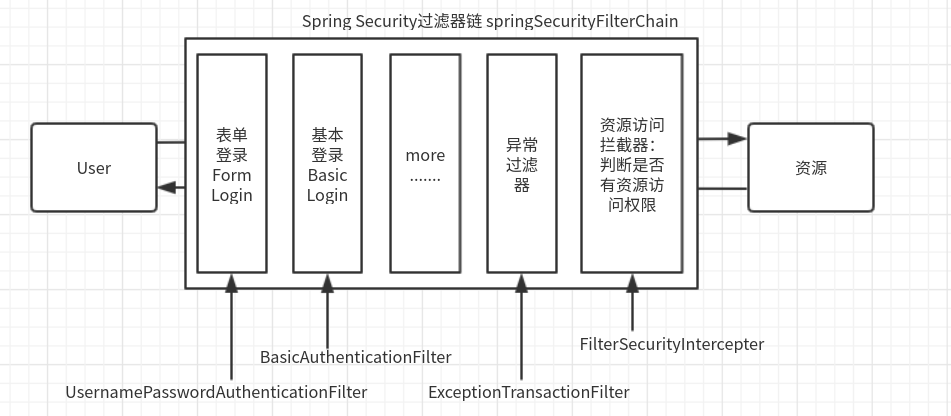 Spring Security过滤器链 springSecurityFilterChain
User
表单
登录
Form
Login
基本
登录
Basic
Login
more
.......
异常
过滤
器
资源访问
拦截器：
判断是否
有资源访
问权限
资源
UsernamePasswordAuthenticationFilter
BasicAuthenticationFilter
ExceptionTransactionFilter
FilterSecurityIntercepter